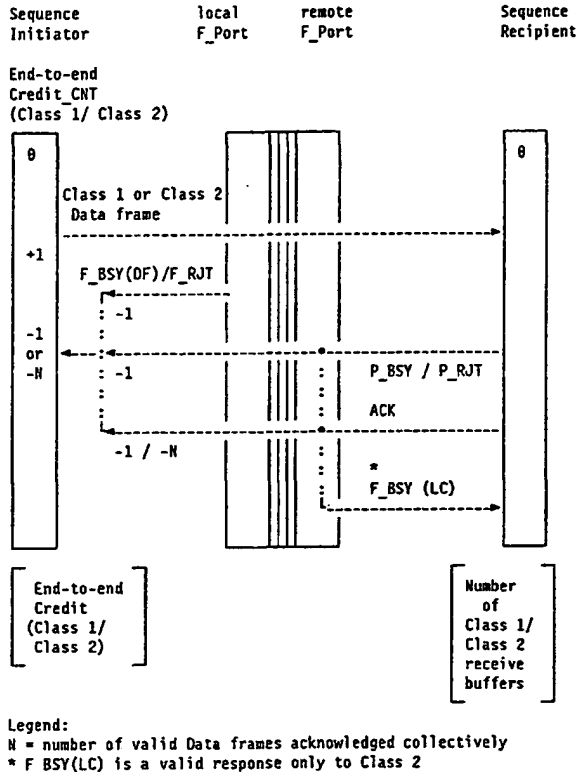 Sequence Initiator
local F_Port
remote F_Port
Sequence Recipient
End-to-end
Credit_CNT
(Class 1/ Class 2)
0
0
Class 1 or Class 2
Data frame
+1
F_BSY(DF)/F_RJT
-1
-1
or
-N
-1
P_BSY / P_RJT
ACK
-1 / -N
*
F_BSY (LC)
End-to-end
Credit
(Class 1/
Class 2)
Number
of
Class 1/
Class 2
receive
buffers
Legend:
N = number of valid Data frames acknowledged collectively
* F BSY(LC) is a valid response only to Class 2